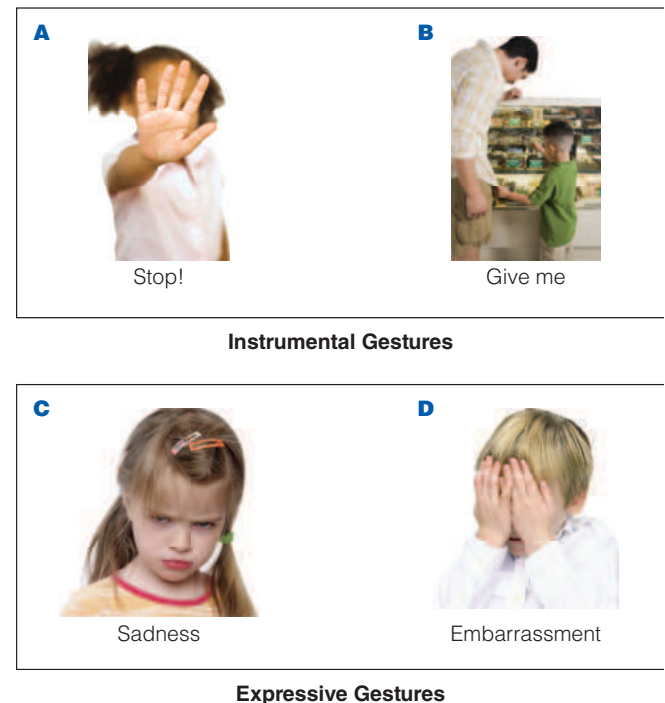 A
B
Stop!
Give me
Instrumental Gestures
C
D
Sadness
Embarrassment
Expressive Gestures